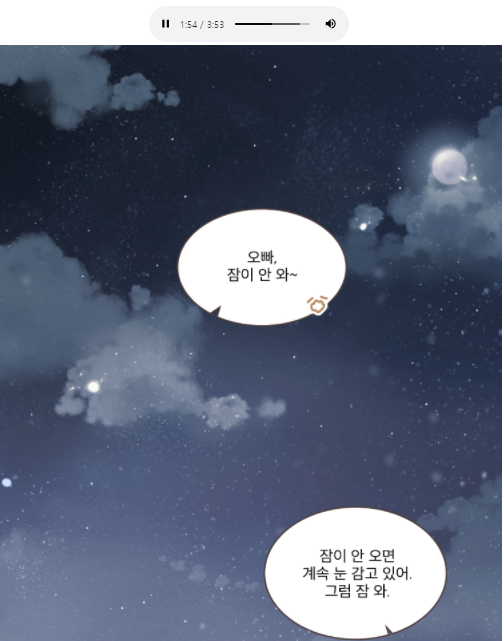 1:54 / 3:53
오빠,
잠이 안 와~
잠이 안 오면
계속 눈 감고 있어.
그럼 잠 와.